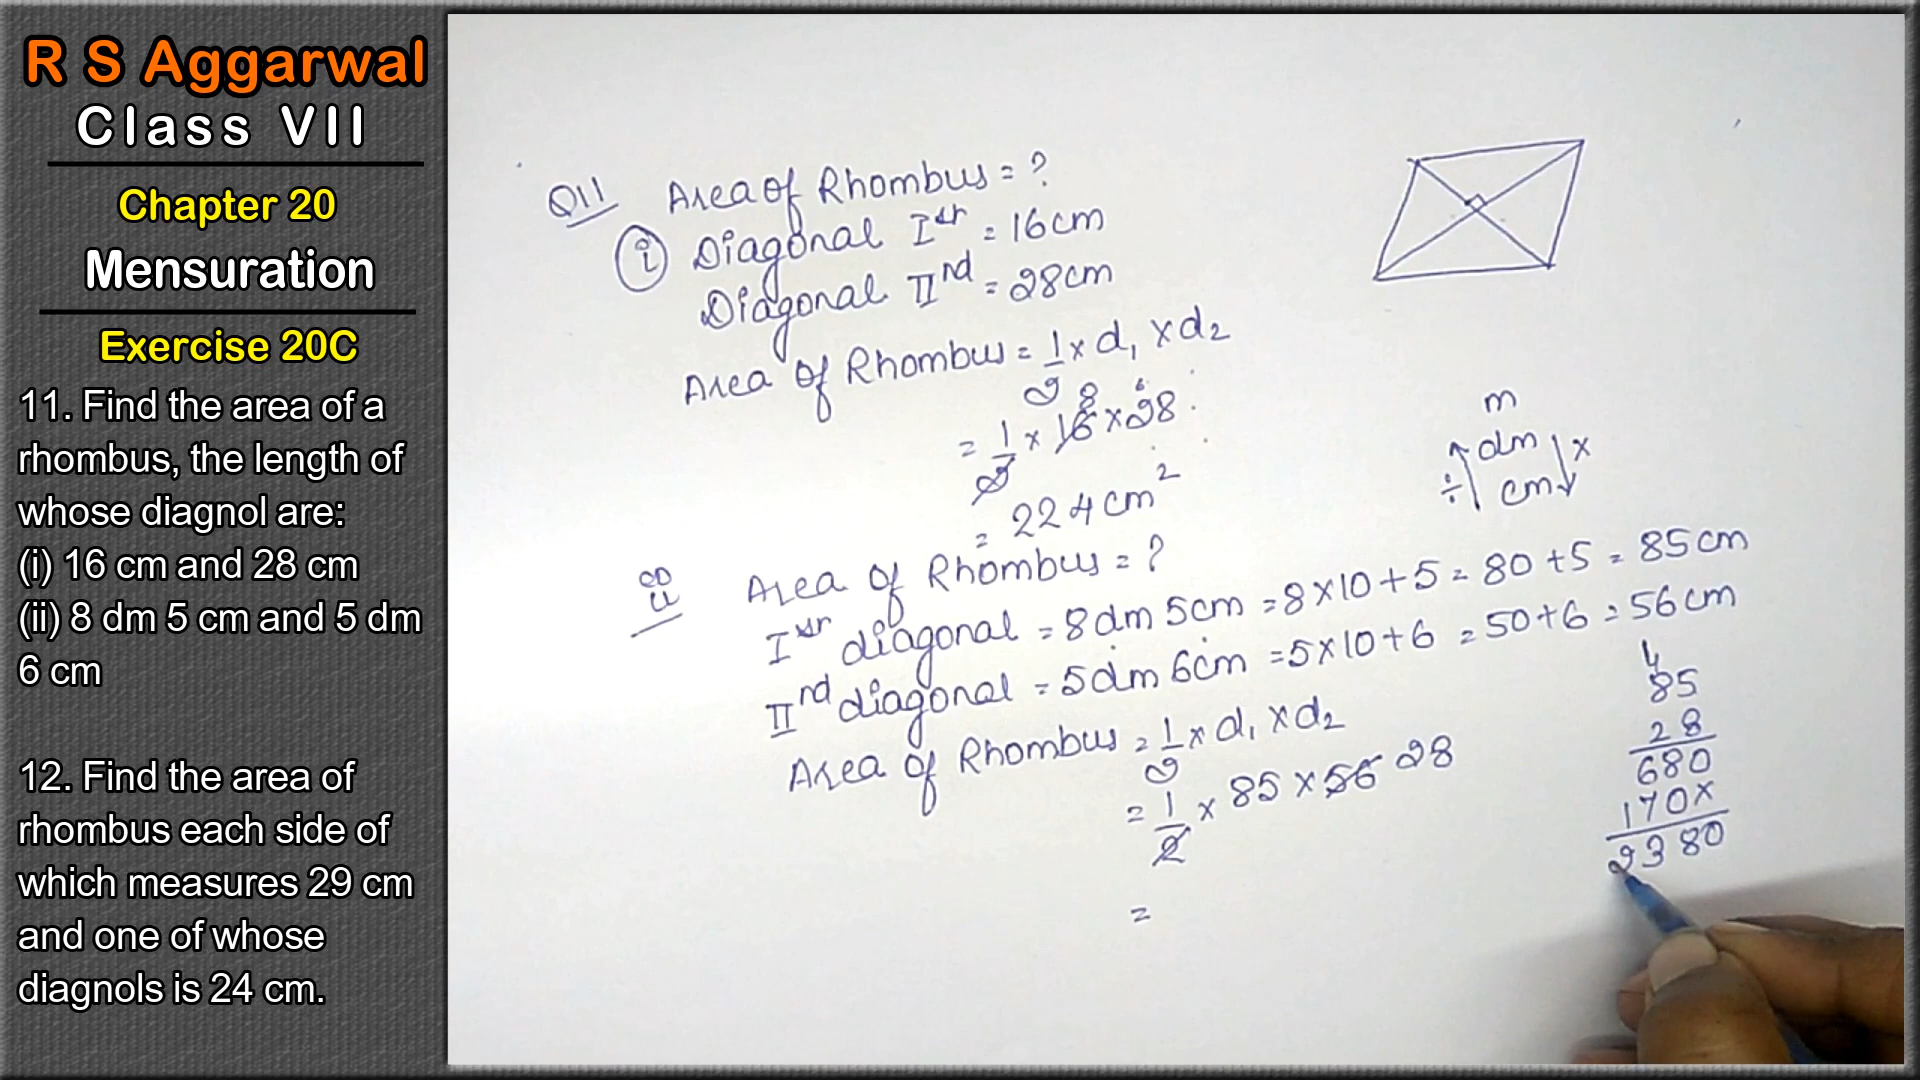 R S Aggarwal
Class VII
Chapter 20
Mensuration
Exercise 20C
11. Find the area of a
rhombus, the length of
whose diagnol are:
(i) 16 cm and 28 cm
(ii) 8 dm 5 cm and 5 dm
6 cm
12. Find the area of
rhombus each side of
which measures 29 cm
and one of whose
diagnols is 24 cm.
Q11 Area of Rhombus = ?
(i) Diagonal I = 16cm
Diagonal II nd = 28cm
Area of Rhombus = 1/2 x d1 x d2
8
= 1/2 x 16 x 28
= 224 cm²
ii Area of Rhombus = ?
I diagonal = 8dm 5cm = 8x10+5 = 80+5 = 85cm
II nd diagonal = 5dm 6cm = 5x10+6 = 50+6 = 56cm
Area of Rhombus = 1/2 x d1 x d2
= 1/2 x 85 x 56 28
=
m
dm x
÷ cm
4
85
28
680
170x
2380